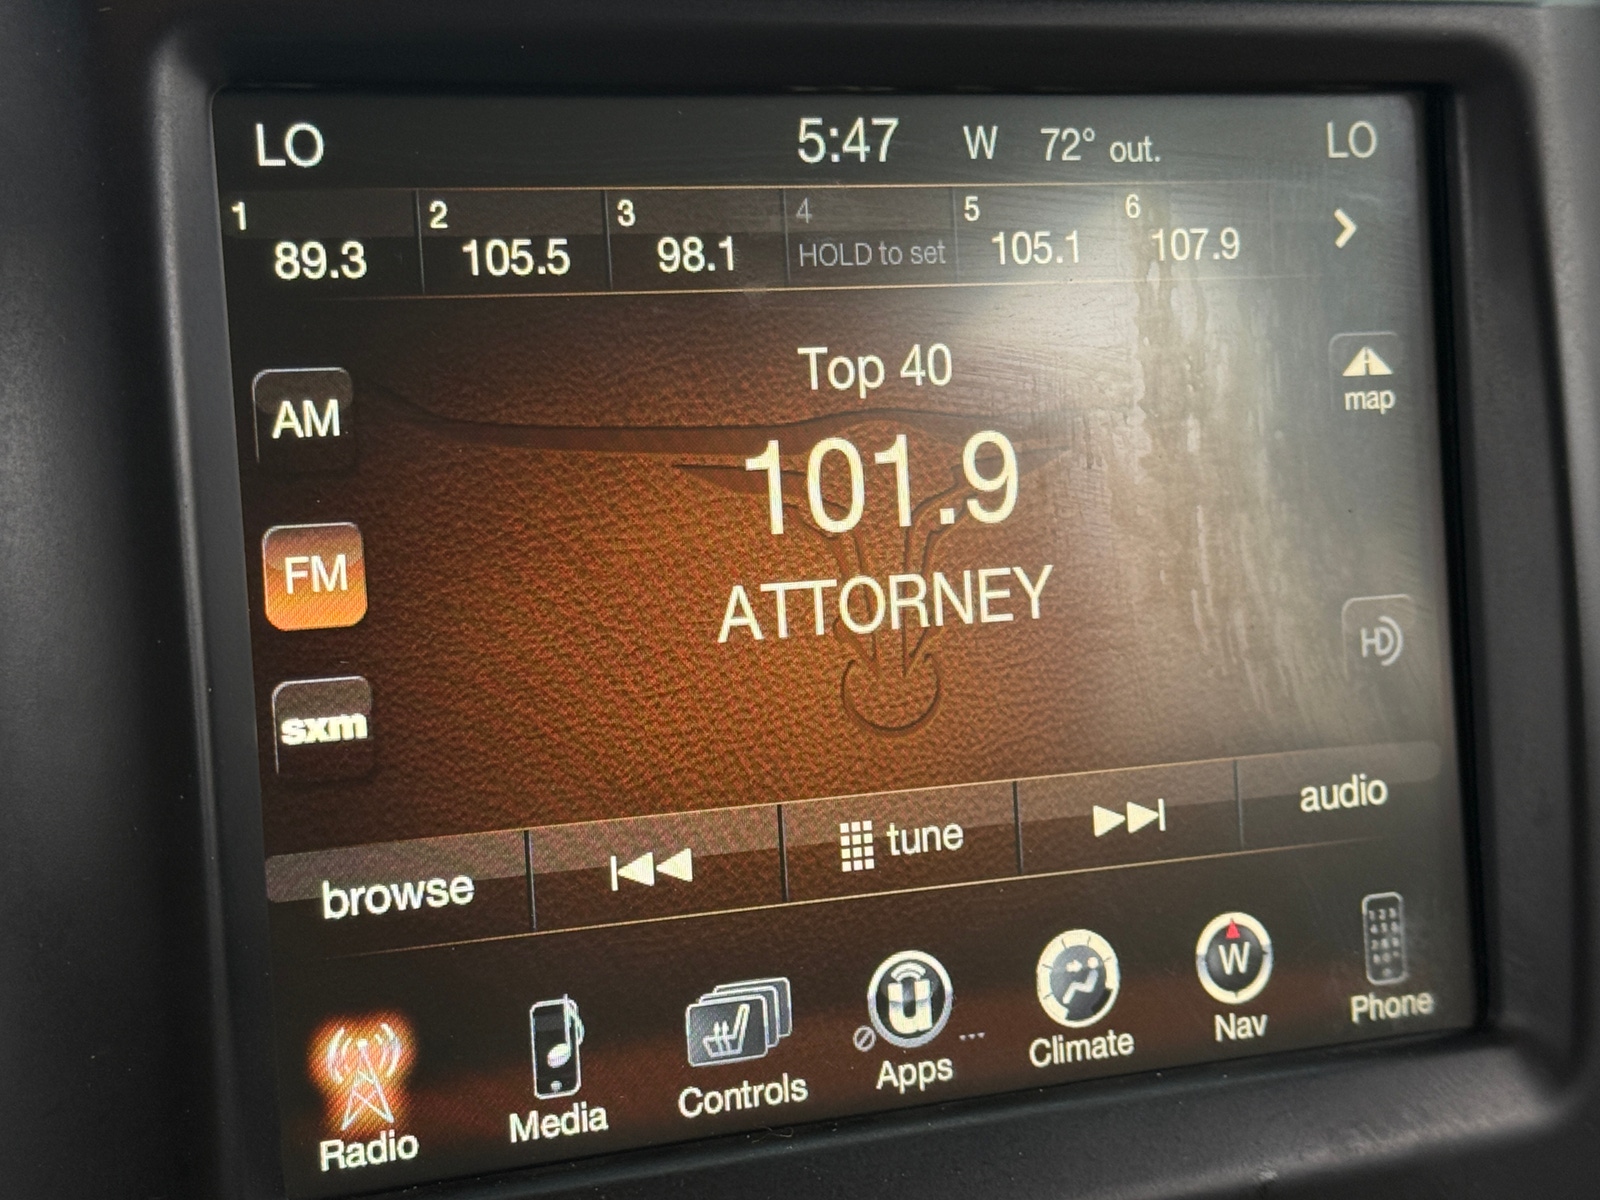 LO 5:47 W 72° out. LO
1 2 3 4 5 6
89.3 105.5 98.1 HOLD to set 105.1 107.9
Top 40
AM
map
101.9
FM
ATTORNEY
HD
sxm
browse tune audio
W
Radio Media Controls Apps ... Climate Nav Phone